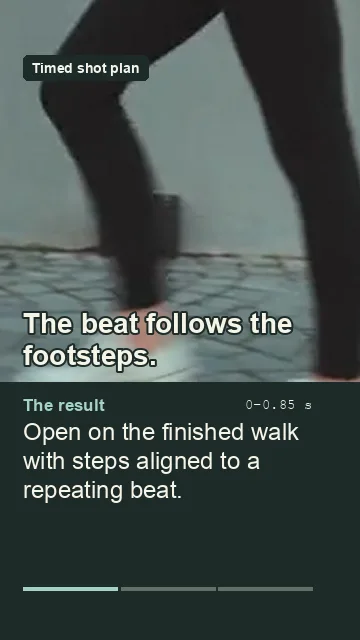 Timed shot plan
The beat follows the
footsteps.
The result 0–0.85 s
Open on the finished walk
with steps aligned to a
repeating beat.